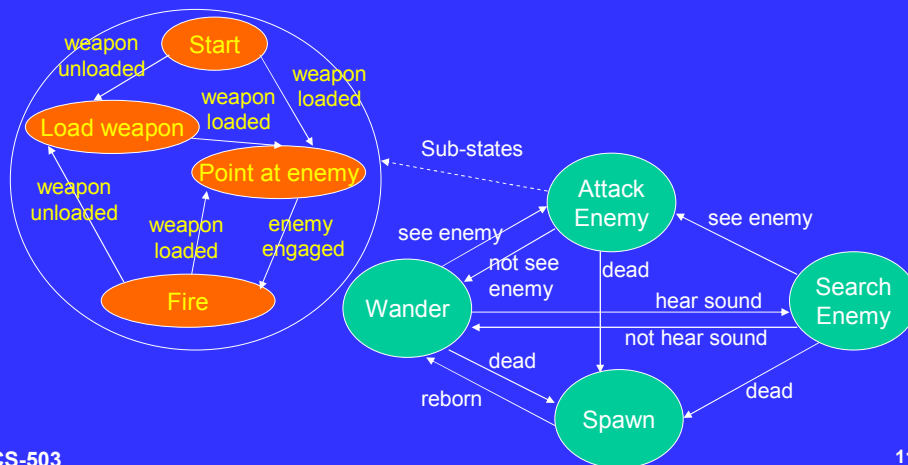 Start
weapon
unloaded
weapon
loaded
weapon
loaded
Load weapon
Point at enemy
weapon
unloaded
weapon
loaded
enemy
engaged
Fire
Sub-states
Attack
Enemy
see enemy
see enemy
not see
enemy
dead
Wander
hear sound
not hear sound
Search
Enemy
dead
reborn
dead
Spawn
CS-503